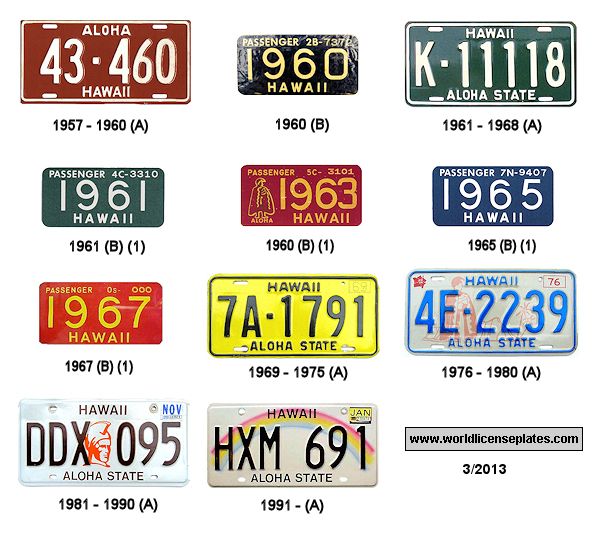 ALOHA
43·460
HAWAII
1957 - 1960 (A)
PASSENGER 2B-737
1960
HAWAII
1960 (B)
HAWAII
K·11118
ALOHA STATE
1961 - 1968 (A)
PASSENGER 4C-3310
1961
HAWAII
1961 (B) (1)
PASSENGER 5C- 3101
1963
ALOHA
HAWAII
1960 (B) (1)
PASSENGER 7N-9407
1965
HAWAII
1965 (B) (1)
PASSENGER 0s- 000
1967
HAWAII
1967 (B) (1)
HAWAII
7A·1791
ALOHA STATE
1969 - 1975 (A)
HAWAII
76
4E-2239
ALOHA STATE
1976 - 1980 (A)
HAWAII
NOV
DDX 095
ALOHA STATE
1981 - 1990 (A)
HAWAII
JAN
HXM 691
ALOHA STATE
1991 - (A)
www.worldlicenseplates.com
3/2013